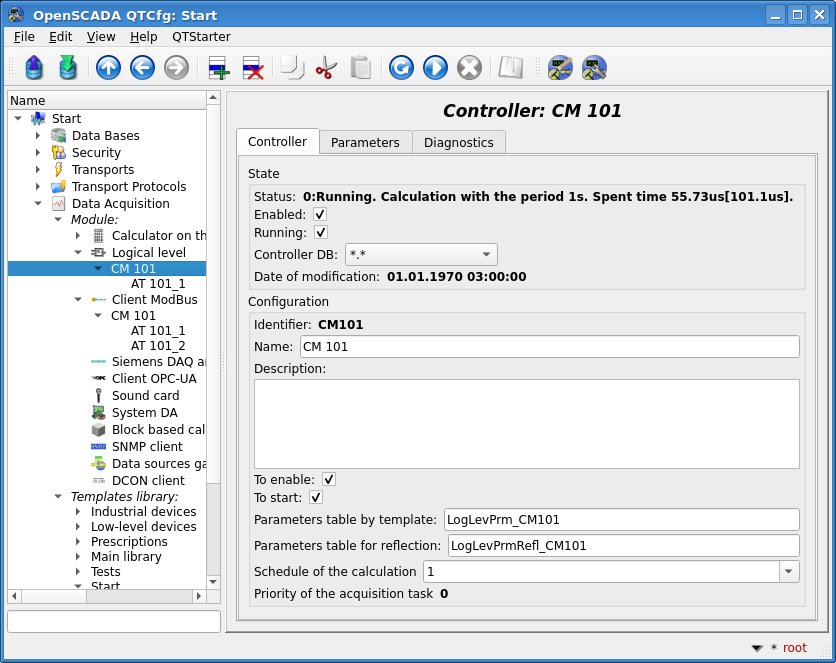 OpenSCADA QTCfg: Start
File Edit View Help QTStarter
Name
Start
Data Bases
Security
Transports
Transport Protocols
Data Acquisition
Module:
Calculator on th
Logical level
CM 101
AT 101_1
Client ModBus
CM 101
AT 101_1
AT 101_2
Siemens DAQ a
Client OPC-UA
Sound card
System DA
Block based cal
SNMP client
Data sources ga
DCON client
Templates library:
Industrial devices
Low-level devices
Prescriptions
Main library
Tests
Start
Controller: CM 101
Controller Parameters Diagnostics
State
Status: 0:Running. Calculation with the period 1s. Spent time 55.73us[101.1us].
Enabled:
Running:
Controller DB: *.*
Date of modification: 01.01.1970 03:00:00
Configuration
Identifier: CM101
Name: CM 101
Description:
To enable:
To start:
Parameters table by template: LogLevPrm_CM101
Parameters table for reflection: LogLevPrmRefl_CM101
Schedule of the calculation 1
Priority of the acquisition task 0
* root